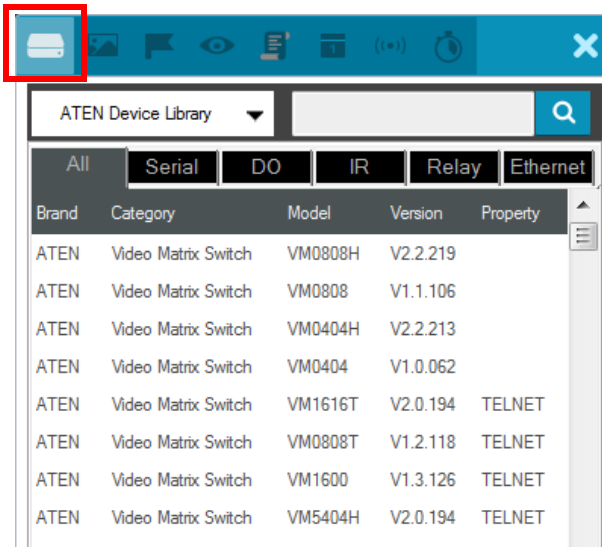 1
ATEN Device Library
All Serial DO IR Relay Ethernet
Brand Category Model Version Property
ATEN Video Matrix Switch VM0808H V2.2.219
ATEN Video Matrix Switch VM0808 V1.1.106
ATEN Video Matrix Switch VM0404H V2.2.213
ATEN Video Matrix Switch VM0404 V1.0.062
ATEN Video Matrix Switch VM1616T V2.0.194 TELNET
ATEN Video Matrix Switch VM0808T V1.2.118 TELNET
ATEN Video Matrix Switch VM1600 V1.3.126 TELNET
ATEN Video Matrix Switch VM5404H V2.0.194 TELNET